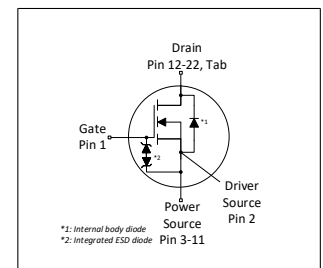 Drain
Pin 12-22, Tab
*1
Gate
Pin 1
*2
Driver
Source
Pin 2
Power
Source
Pin 3-11
*1: Internal body diode
*2: Integrated ESD diode